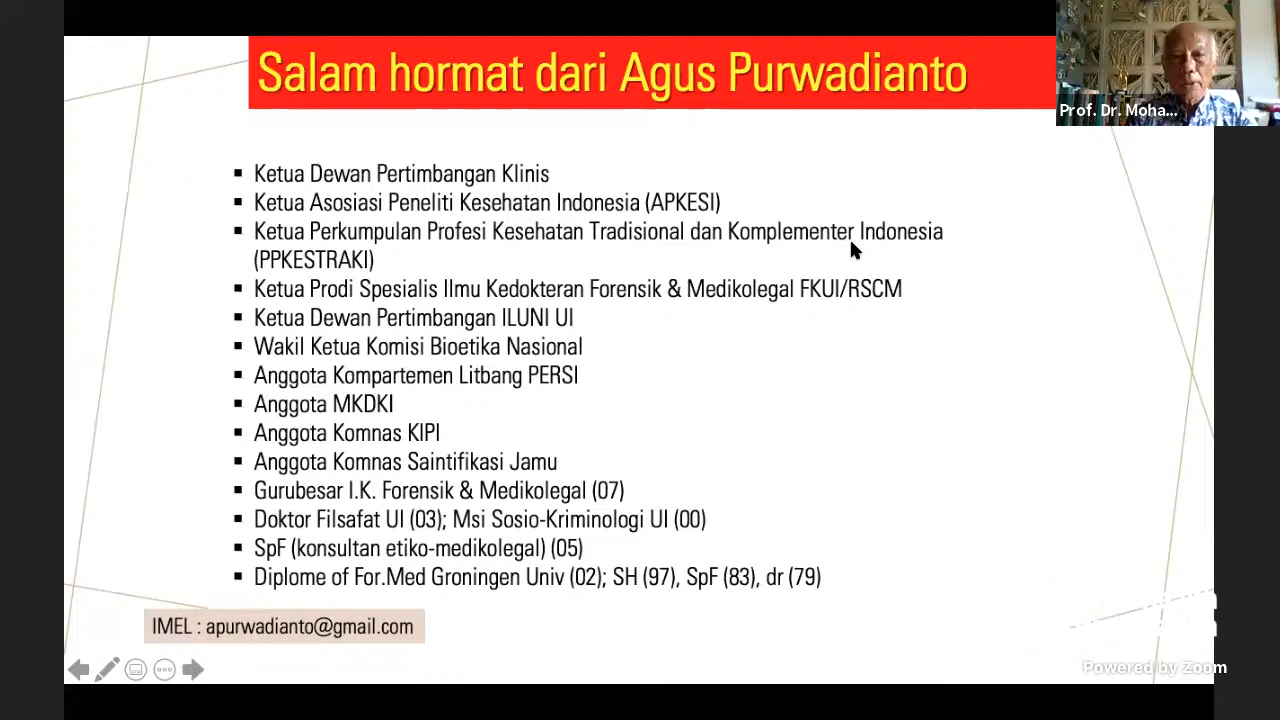 Salam hormat dari Agus Purwadianto
Prof. Dr. Moha...
▪ Ketua Dewan Pertimbangan Klinis
▪ Ketua Asosiasi Peneliti Kesehatan Indonesia (APKESI)
▪ Ketua Perkumpulan Profesi Kesehatan Tradisional dan Komplementer Indonesia
(PPKESTRAKI)
▪ Ketua Prodi Spesialis Ilmu Kedokteran Forensik & Medikolegal FKUI/RSCM
▪ Ketua Dewan Pertimbangan ILUNI UI
▪ Wakil Ketua Komisi Bioetika Nasional
▪ Anggota Kompartemen Litbang PERSI
▪ Anggota MKDKI
▪ Anggota Komnas KIPI
▪ Anggota Komnas Saintifikasi Jamu
▪ Gurubesar I.K. Forensik & Medikolegal (07)
▪ Doktor Filsafat UI (03); Msi Sosio-Kriminologi UI (00)
▪ SpF (konsultan etiko-medikolegal) (05)
▪ Diplome of For.Med Groningen Univ (02); SH (97), SpF (83), dr (79)
IMEL : apurwadianto@gmail.com
Powered by Zoom